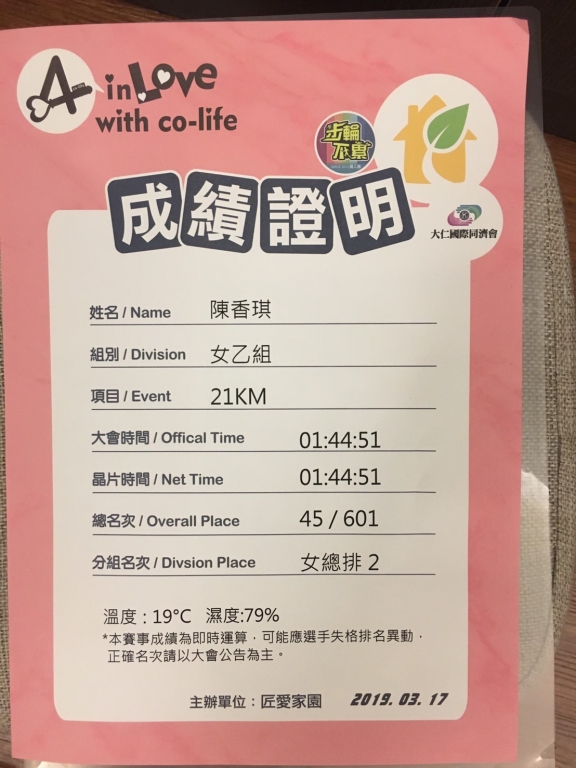 A in Love
with co-life
步輪不息
大仁國際同濟會
成績證明
姓名 / Name 陳香琪
組別 / Division 女乙組
項目 / Event 21KM
大會時間 / Offical Time 01:44:51
晶片時間 / Net Time 01:44:51
總名次 / Overall Place 45 / 601
分組名次 / Divsion Place 女總排 2
溫度 : 19°C 濕度:79%
*本賽事成績為即時運算，可能應選手失格排名異動，
正確名次請以大會公告為主。
主辦單位：匠愛家園 2019. 03. 17